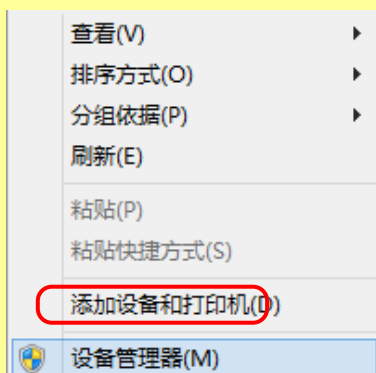 查看(V)
排序方式(O)
分组依据(P)
刷新(E)
粘贴(P)
粘贴快捷方式(S)
添加设备和打印机(D)
设备管理器(M)